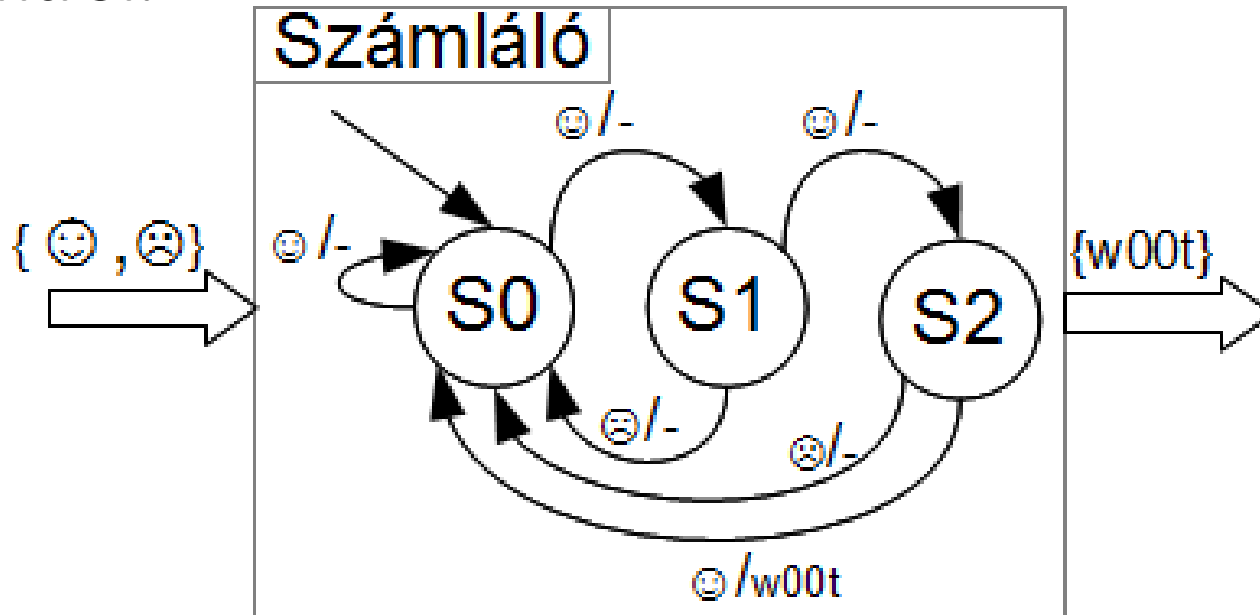 Számláló
☺/-
☺/-
{ ☺ ,☹}
☺/-
{w00t}
S0
S1
S2
☹/-
☹/-
☺/w00t